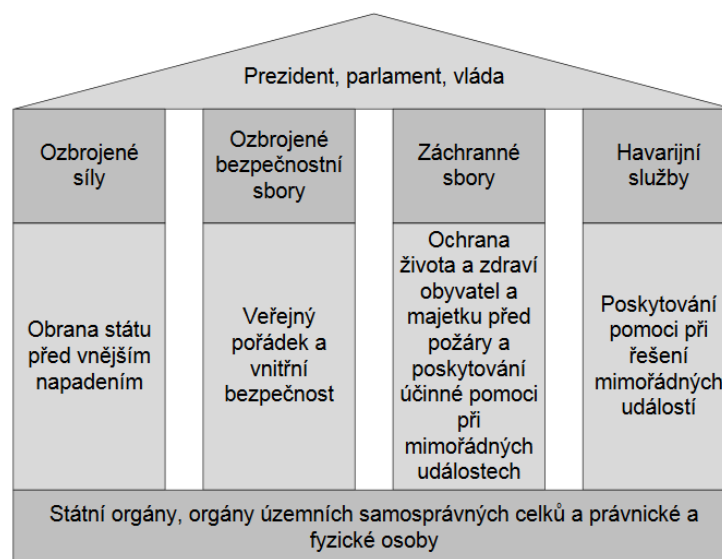 Prezident, parlament, vláda
Ozbrojené
síly
Ozbrojené
bezpečnostní
sbory
Záchranné
sbory
Havarijní
služby
Obrana státu
před vnějším
napadením
Veřejný
pořádek a
vnitřní
bezpečnost
Ochrana
života a zdraví
obyvatel a
majetku před
požáry a
poskytování
účinné pomoci
při
mimořádných
událostech
Poskytování
pomoci při
řešení
mimořádných
událostí
Státní orgány, orgány územních samosprávných celků a právnické a
fyzické osoby